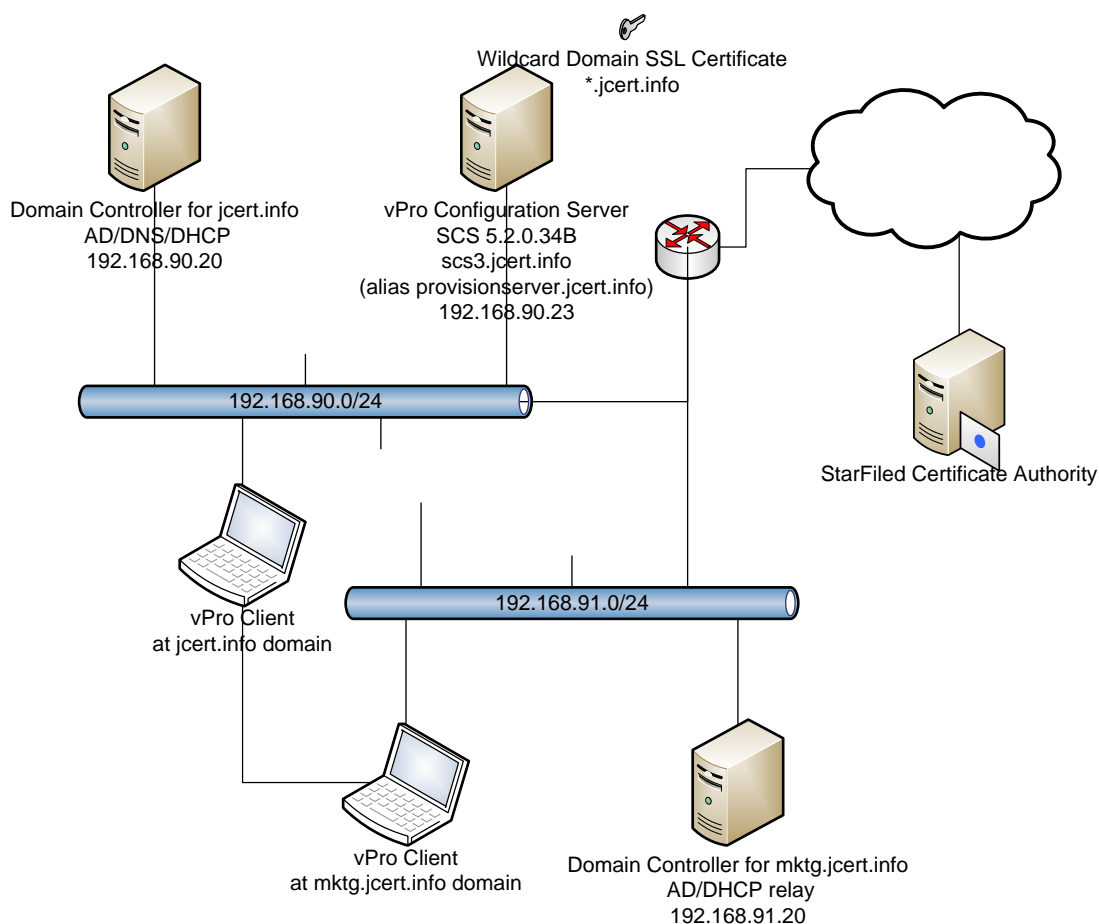 Wildcard Domain SSL Certificate
*.jcert.info
Domain Controller for jcert.info
AD/DNS/DHCP
192.168.90.20
vPro Configuration Server
SCS 5.2.0.34B
scs3.jcert.info
(alias provisionserver.jcert.info)
192.168.90.23
192.168.90.0/24
StarFiled Certificate Authority
vPro Client
at jcert.info domain
192.168.91.0/24
vPro Client
at mktg.jcert.info domain
Domain Controller for mktg.jcert.info
AD/DHCP relay
192.168.91.20